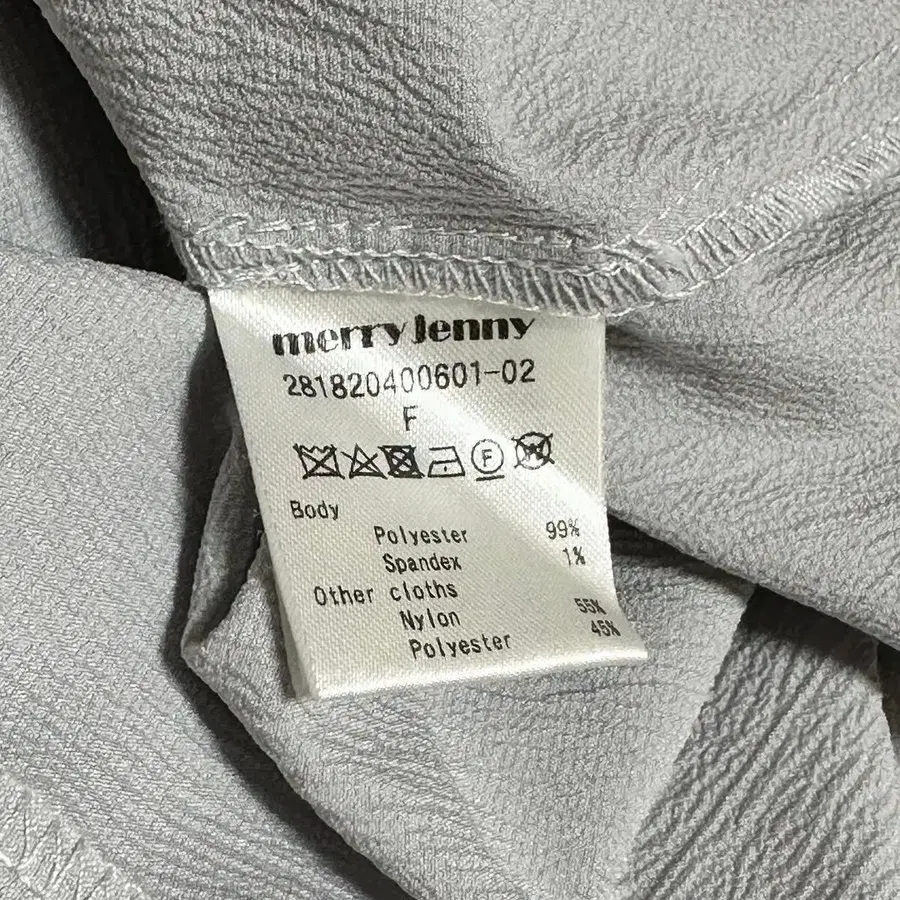 merry jenny
281820400601-02
F
F W
Body
Polyester 99%
Spandex 1%
Other cloths
Nylon 55%
Polyester 45%